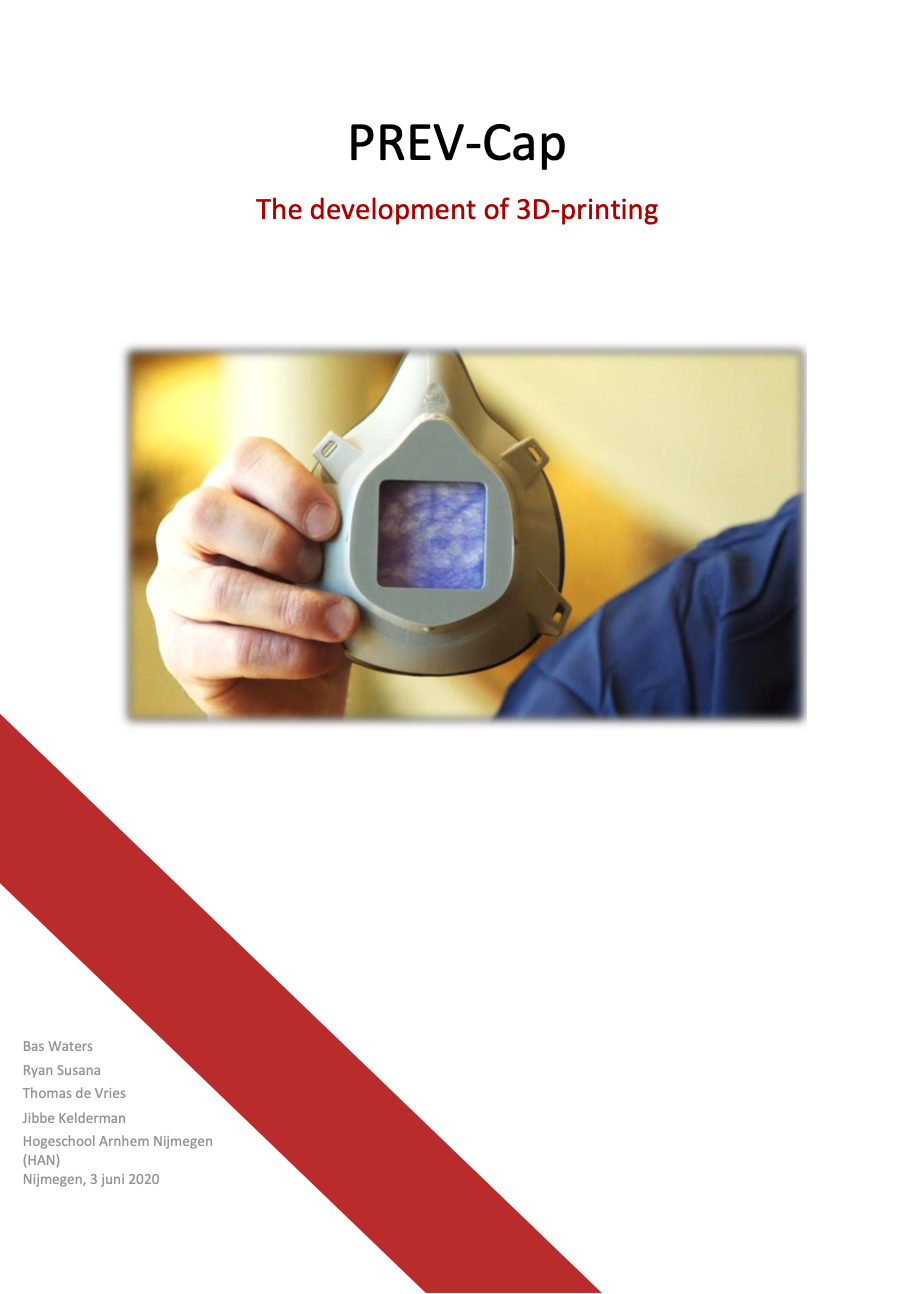 PREV-Cap
The development of 3D-printing
Bas Waters
Ryan Susana
Thomas de Vries
Jibbe Kelderman
Hogeschool Arnhem Nijmegen
(HAN)
Nijmegen, 3 juni 2020